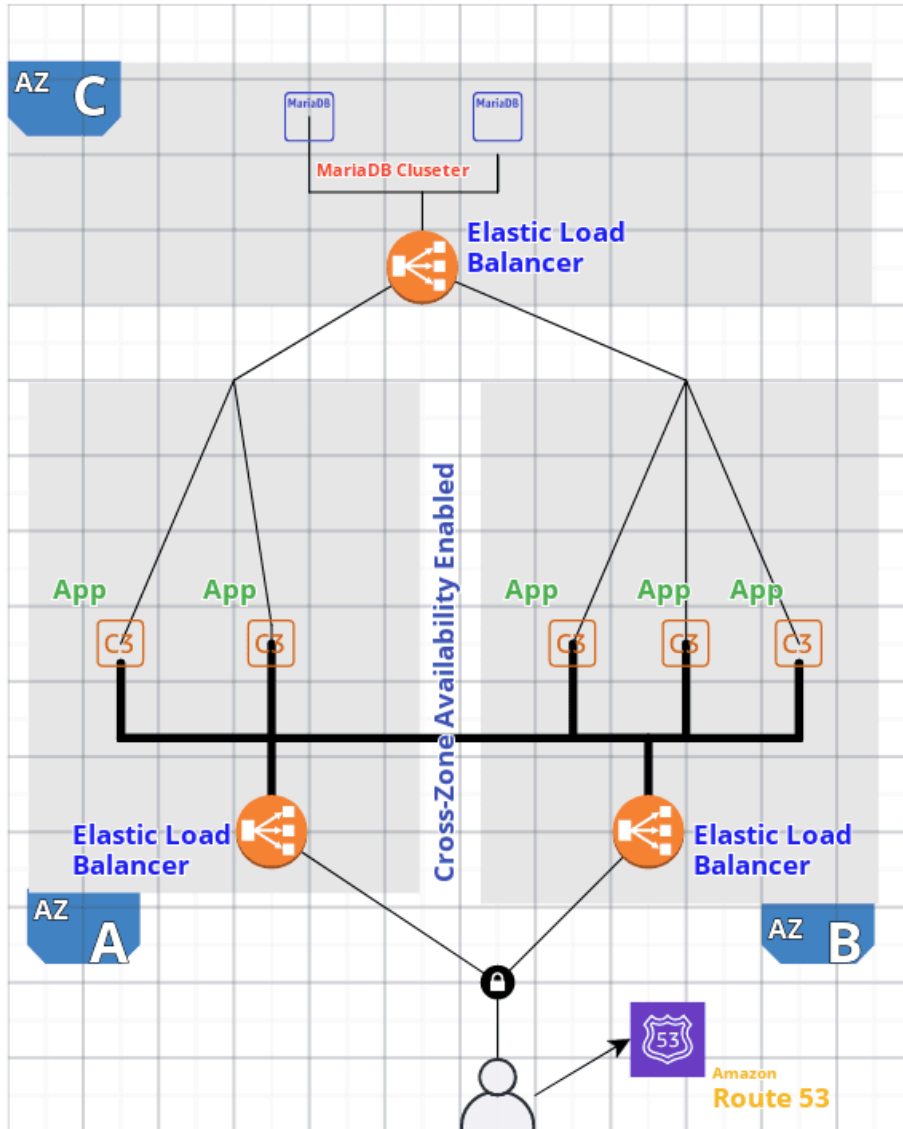 AZ C
MariaDB
MariaDB
MariaDB Cluseter
Elastic Load
Balancer
Cross-Zone Availability Enabled
App
App
App
App
App
C3
C3
C3
C3
C3
Elastic Load
Balancer
Elastic Load
Balancer
AZ A
AZ B
53
Amazon
Route 53